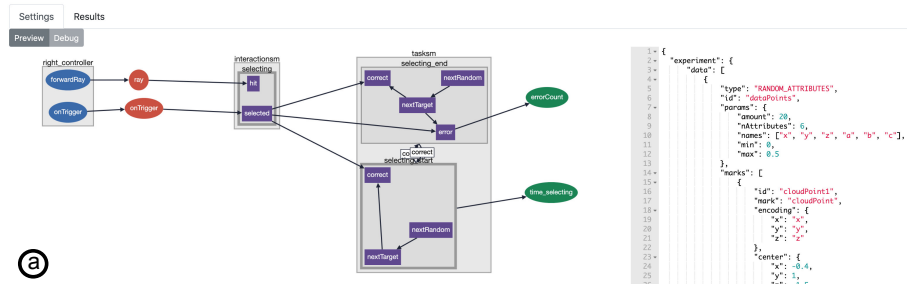 Settings
Results
Preview
Debug
right_controller
forwardRay
ray
onTrigger
onTrigger
interactionsm
selecting
hit
selected
tasksm
selecting_end
correct
nextRandom
nextTarget
error
errorCount
correct
correct
nextRandom
nextTarget
time_selecting
a
1 {
2 "experiment": {
3 "data": [
4 {
5 "type": "RANDOM_ATTRIBUTES",
6 "id": "dataPoints",
7 "params": {
8 "amount": 20,
9 "nAttributes": 6,
10 "names": ["x", "y", "z", "a", "b", "c"],
11 "min": 0,
12 "max": 0.5
13 },
14 "marks": [
15 {
16 "id": "cloudPoint1",
17 "mark": "cloudPoint",
18 "encoding": {
19 "x": "x",
20 "y": "y",
21 "z": "z"
22 },
23 "center": {
24 "x": -0.4,
25 "y": 1,